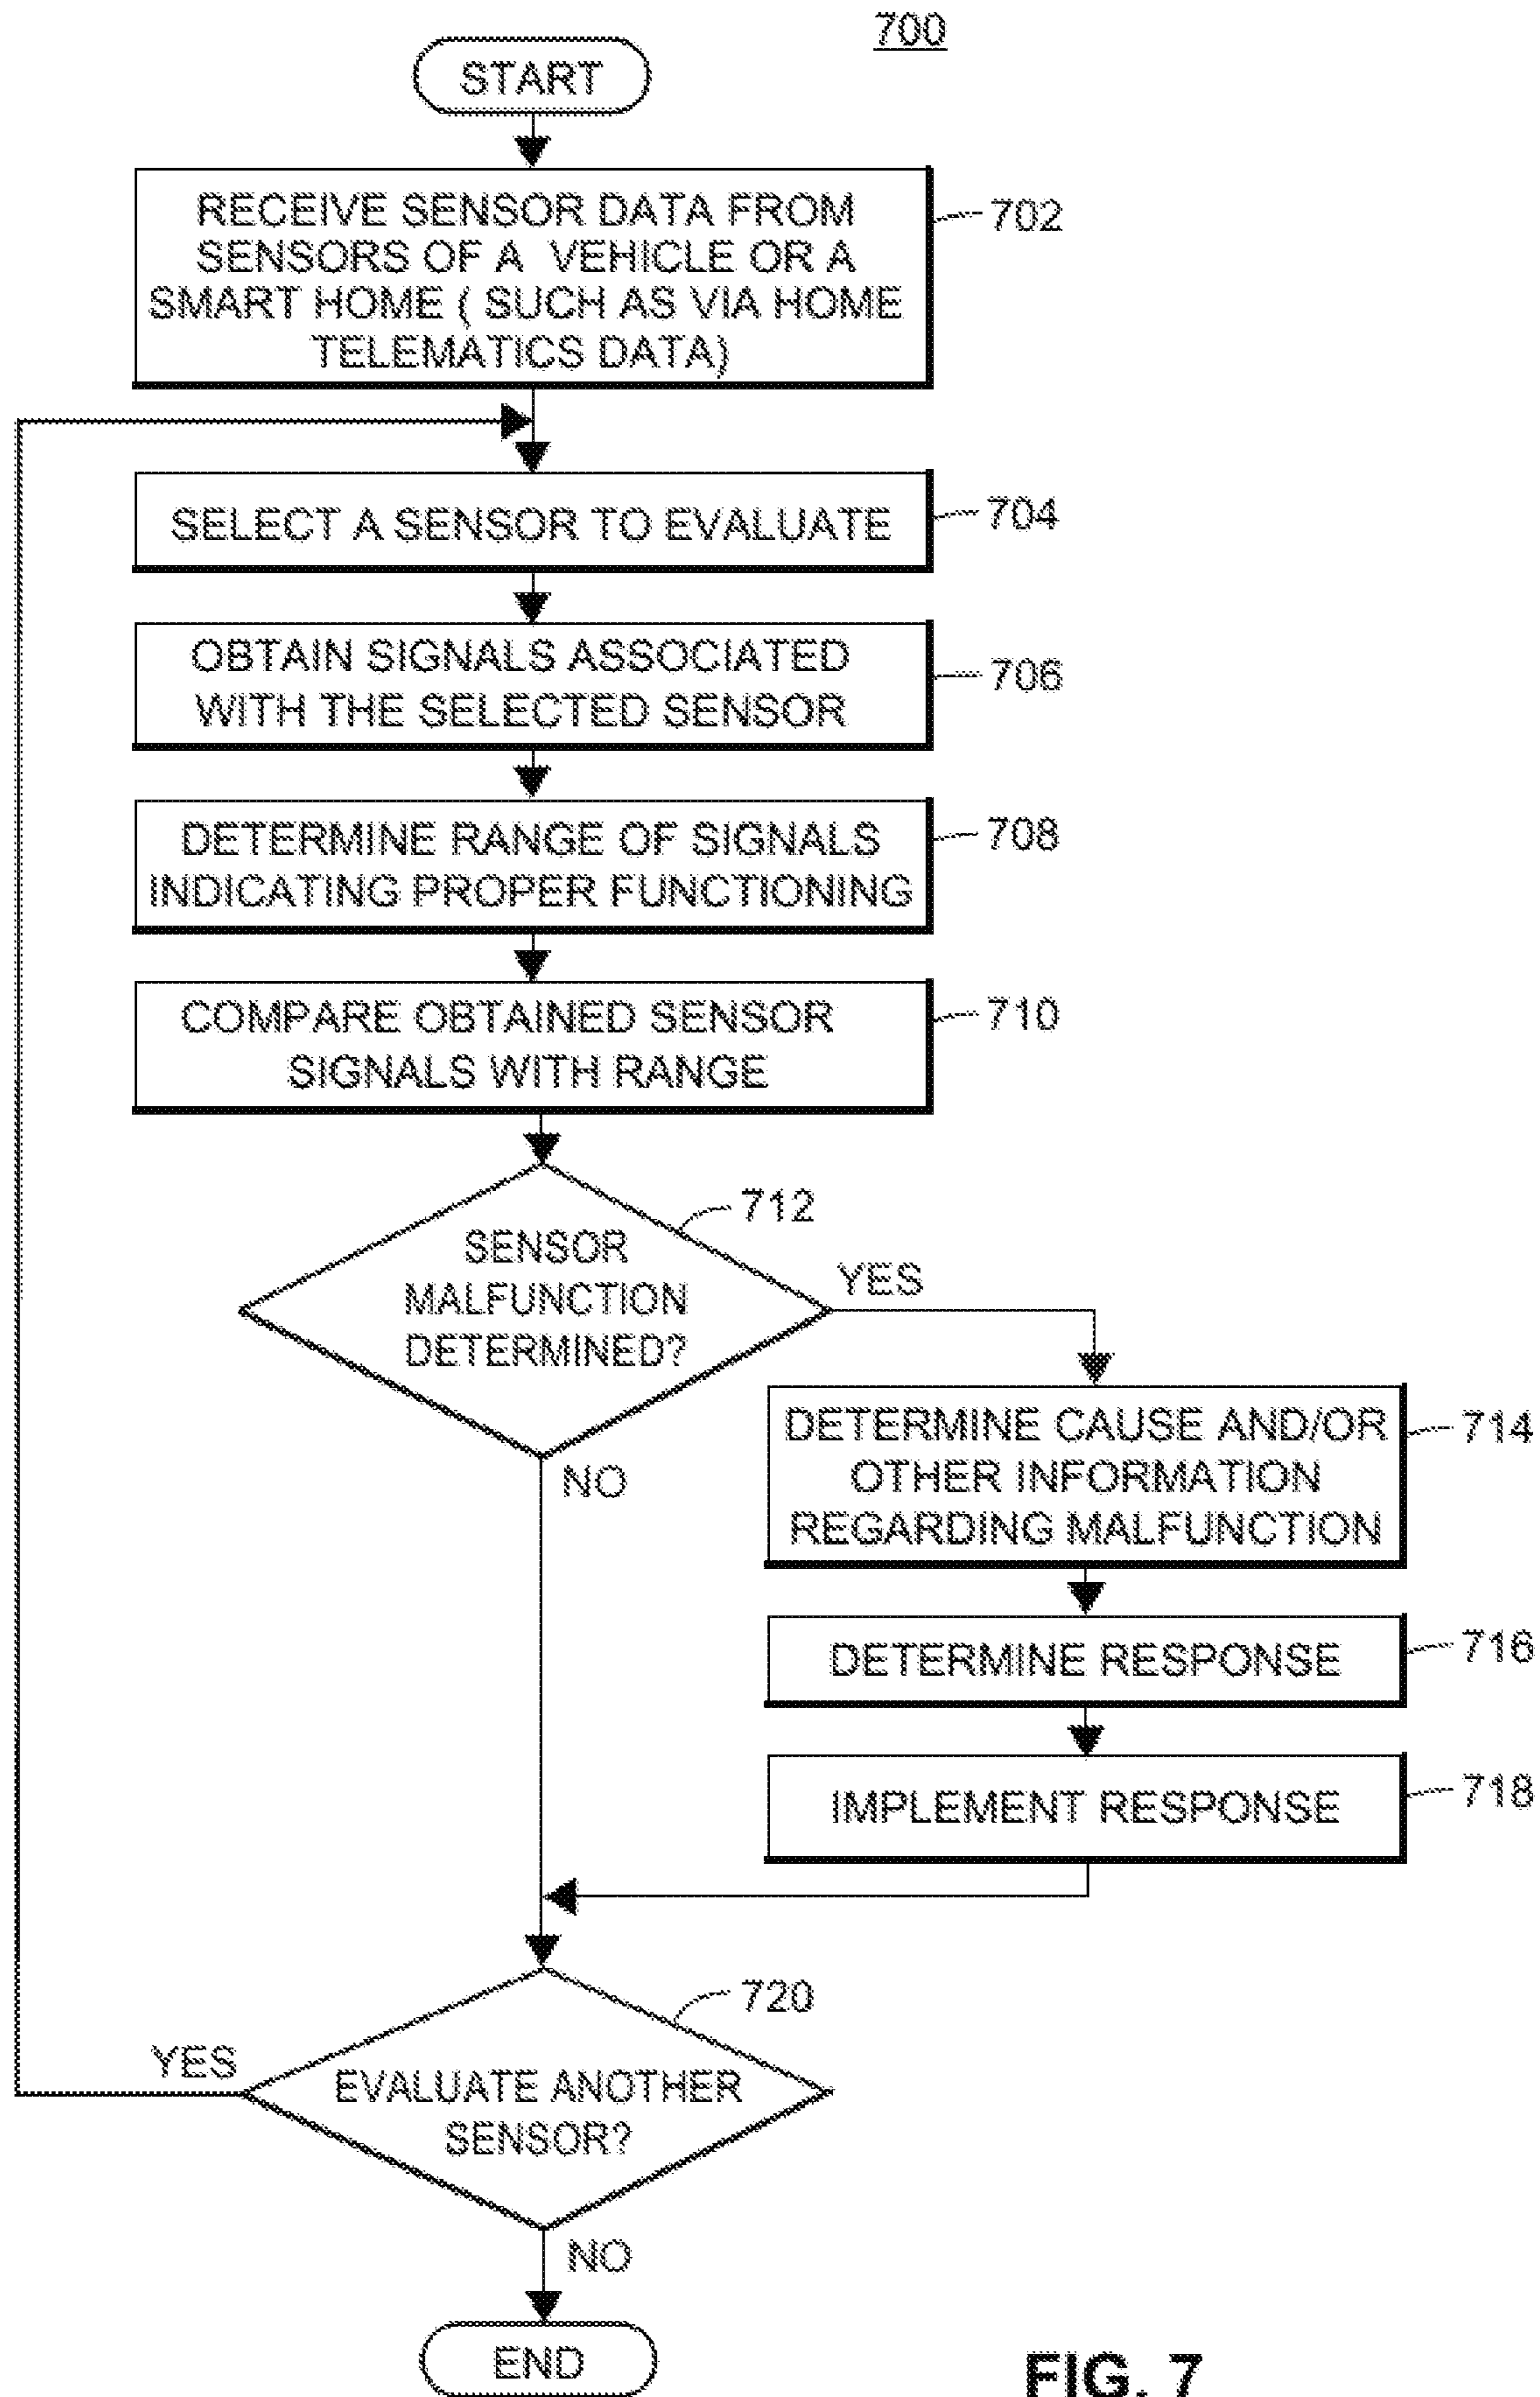 700
START
RECEIVE SENSOR DATA FROM
SENSORS OF A VEHICLE OR A
SMART HOME ( SUCH AS VIA HOME
TELEMATICS DATA)
702
SELECT A SENSOR TO EVALUATE
704
OBTAIN SIGNALS ASSOCIATED
WITH THE SELECTED SENSOR
706
DETERMINE RANGE OF SIGNALS
INDICATING PROPER FUNCTIONING
708
COMPARE OBTAINED SENSOR
SIGNALS WITH RANGE
710
SENSOR
MALFUNCTION
DETERMINED?
712
YES
NO
DETERMINE CAUSE AND/OR
OTHER INFORMATION
REGARDING MALFUNCTION
714
DETERMINE RESPONSE
716
IMPLEMENT RESPONSE
718
EVALUATE ANOTHER
SENSOR?
720
YES
NO
END
FIG. 7